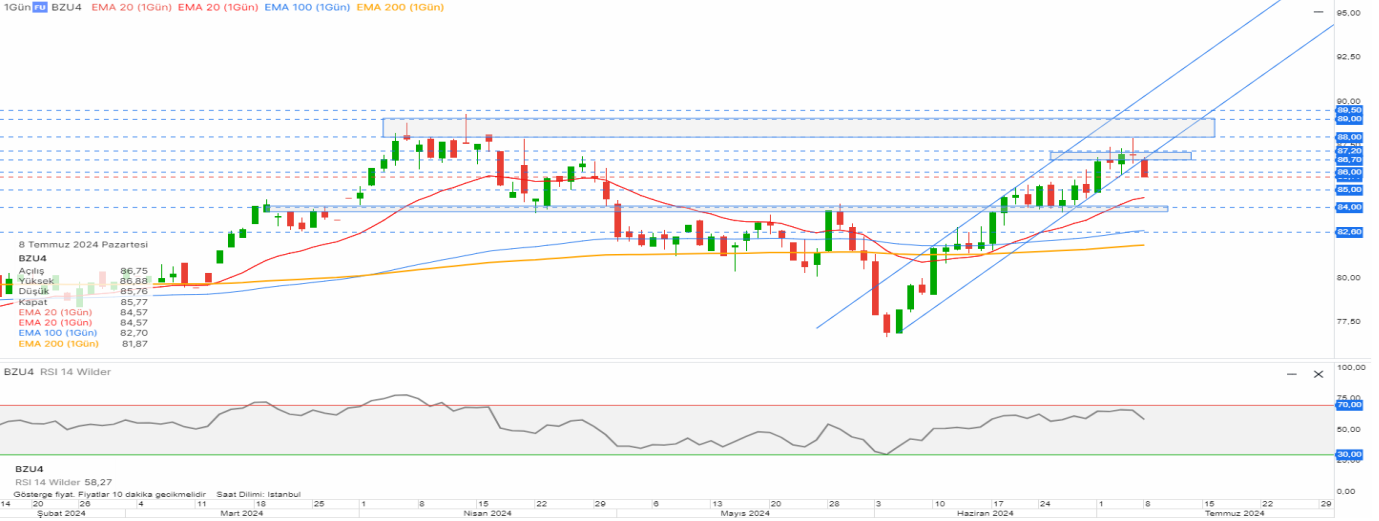 1Gün FU BZU4 EMA 20 (1Gün) EMA 20 (1Gün) EMA 100 (1Gün) EMA 200 (1Gün)
95,00
92,50
90,00
89,50
89,00
88,00
87,20
86,70
86,00
85,00
84,00
82,60
80,00
77,50
8 Temmuz 2024 Pazartesi
BZU4
Açılış 86,75
Yüksek 86,88
Düşük 85,76
Kapat 85,77
EMA 20 (1Gün) 84,57
EMA 20 (1Gün) 84,57
EMA 100 (1Gün) 82,70
EMA 200 (1Gün) 81,87
BZU4 RSI 14 Wilder
100,00
75,00
70,00
50,00
30,00
25,00
0,00
BZU4
RSI 14 Wilder 58,27
Gösterge fiyat. Fiyatlar 10 dakika gecikmelidir Saat Dilimi: Istanbul
14 20 26 4 11 18 25 1 8 15 22 29 6 13 20 28 3 10 17 24 1 8 15 22 29
Şubat 2024 Mart 2024 Nisan 2024 Mayıs 2024 Haziran 2024 Temmuz 2024